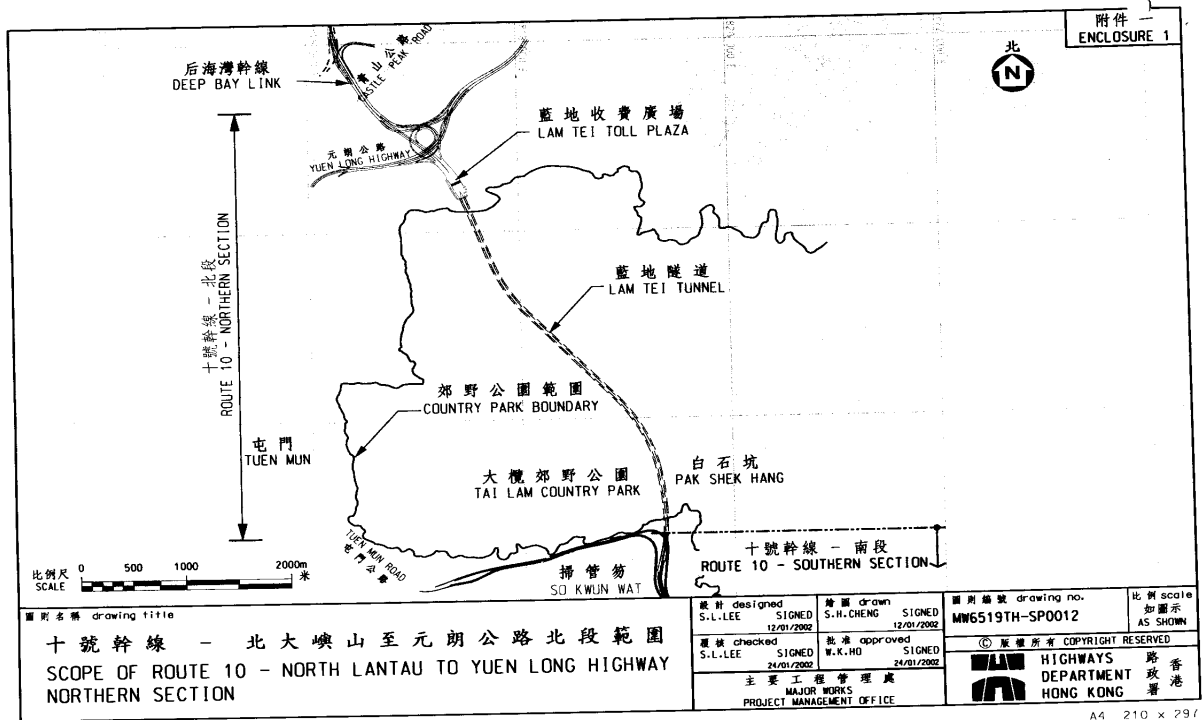 附件 一
ENCLOSURE 1
北
N
后海灣幹線
DEEP BAY LINK
青山公路
CASTLE PEAK ROAD
藍地收費廣場
LAM TEI TOLL PLAZA
元朗公路
YUEN LONG HIGHWAY
十號幹線 - 北段
ROUTE 10 - NORTHERN SECTION
藍地隧道
LAM TEI TUNNEL
郊野公園範圍
COUNTRY PARK BOUNDARY
屯門
TUEN MUN
大欖郊野公園
TAI LAM COUNTRY PARK
白石坑
PAK SHEK HANG
TUEN MUN ROAD
屯門公路
十號幹線 - 南段
ROUTE 10 - SOUTHERN SECTION
掃管笏
SO KWUN WAT
比例尺
SCALE
0 500 1000 2000m
米
圖則名稱 drawing title
十號幹線 - 北大嶼山至元朗公路北段範圍
SCOPE OF ROUTE 10 - NORTH LANTAU TO YUEN LONG HIGHWAY
NORTHERN SECTION
設計 designed
S.L.LEE SIGNED
12/01/2002
繪圖 drawn
S.H.CHENG SIGNED
12/01/2002
覆核 checked
S.L.LEE SIGNED
24/01/2002
批准 approved
W.K.HO SIGNED
24/01/2002
主要工程管理處
MAJOR WORKS
PROJECT MANAGEMENT OFFICE
圖則編號 drawing no.
MW6519TH-SP0012
比例 scale
如圖示
AS SHOWN
© 版權所有 COPYRIGHT RESERVED
HIGHWAYS
DEPARTMENT
HONG KONG
香港
路政署
A4 210 x 297